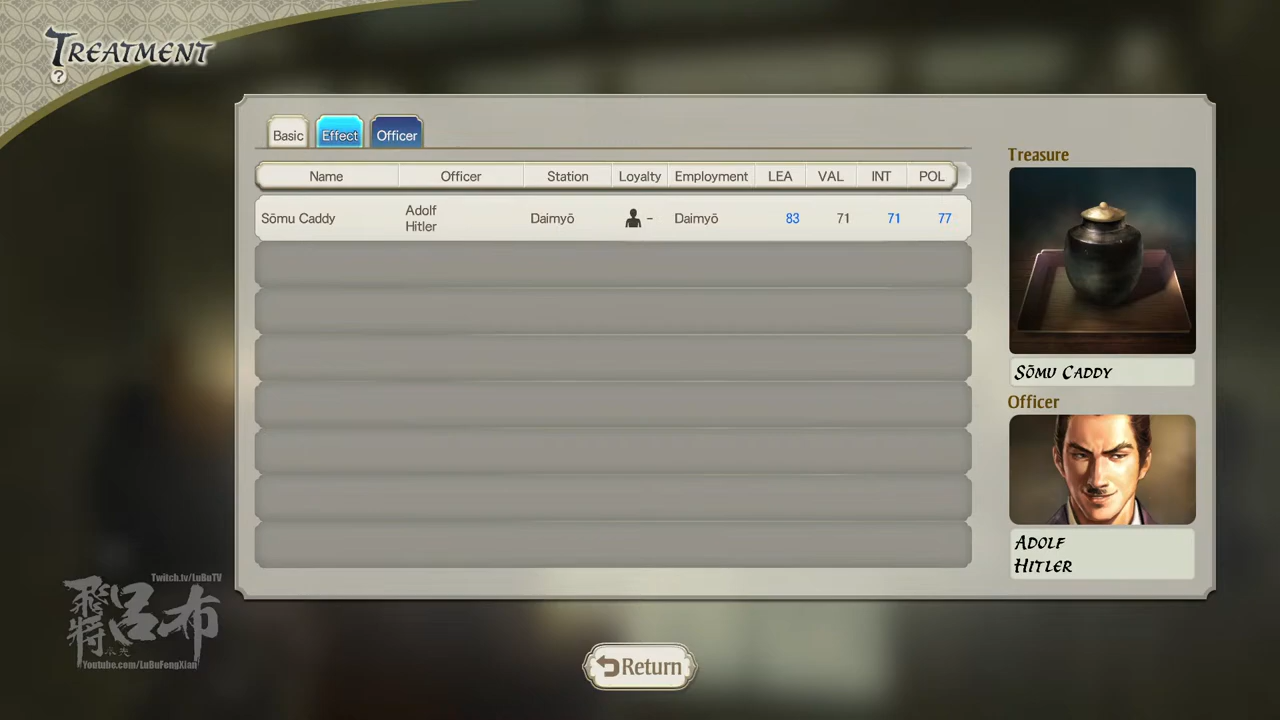 TREATMENT
?
Basic Effect Officer
Name Officer Station Loyalty Employment LEA VAL INT POL
Sōmu Caddy Adolf Hitler Daimyō – Daimyō 83 71 71 77
Treasure
Sōmu Caddy
Officer
Adolf
Hitler
Twitch.tv/LuBuTV
飛將呂布
奉先
Youtube.com/LuBuFengXian
Return